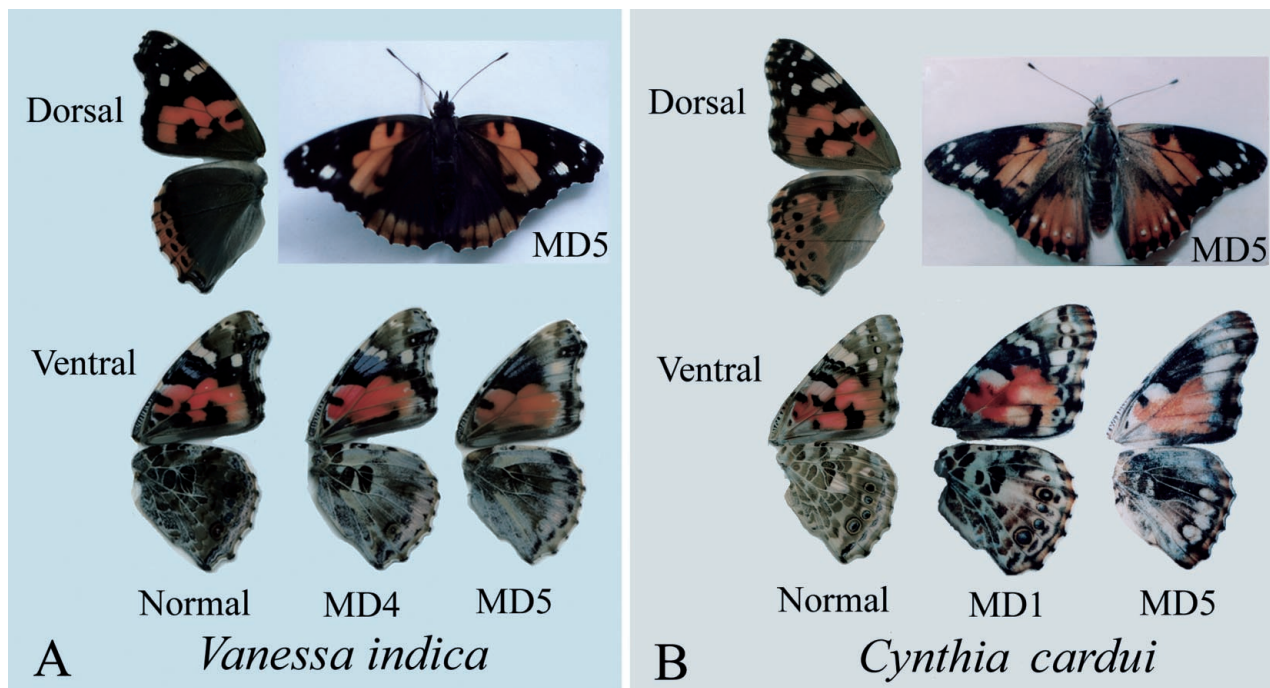 Dorsal
MD5
Ventral
Normal
MD4
MD5
A
Vanessa indica
Dorsal
MD5
Ventral
Normal
MD1
MD5
B
Cynthia cardui